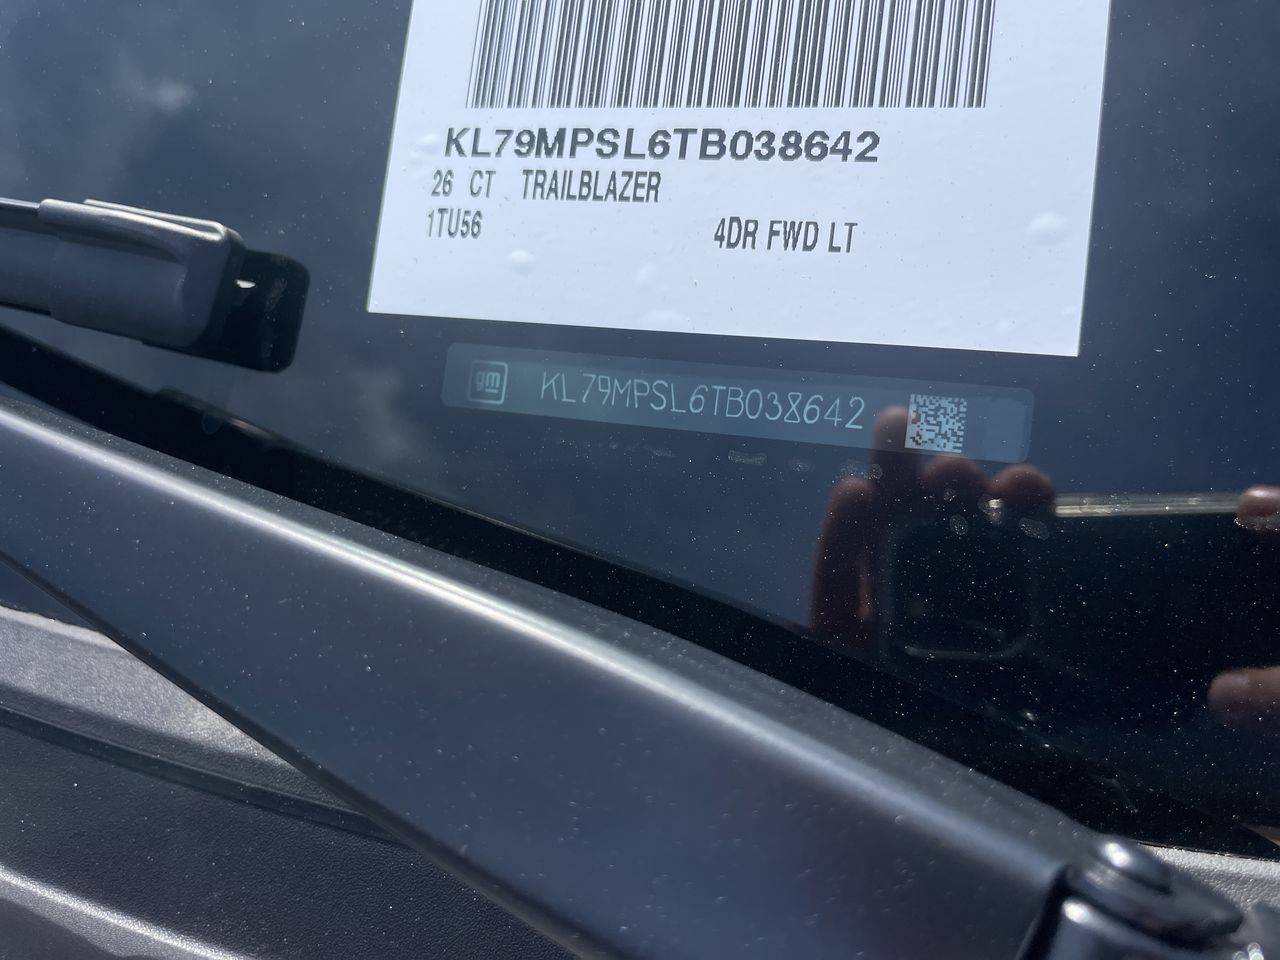 KL79MPSL6TB038642
26 CT TRAILBLAZER
1TU56 4DR FWD LT
gm KL79MPSL6TB038642